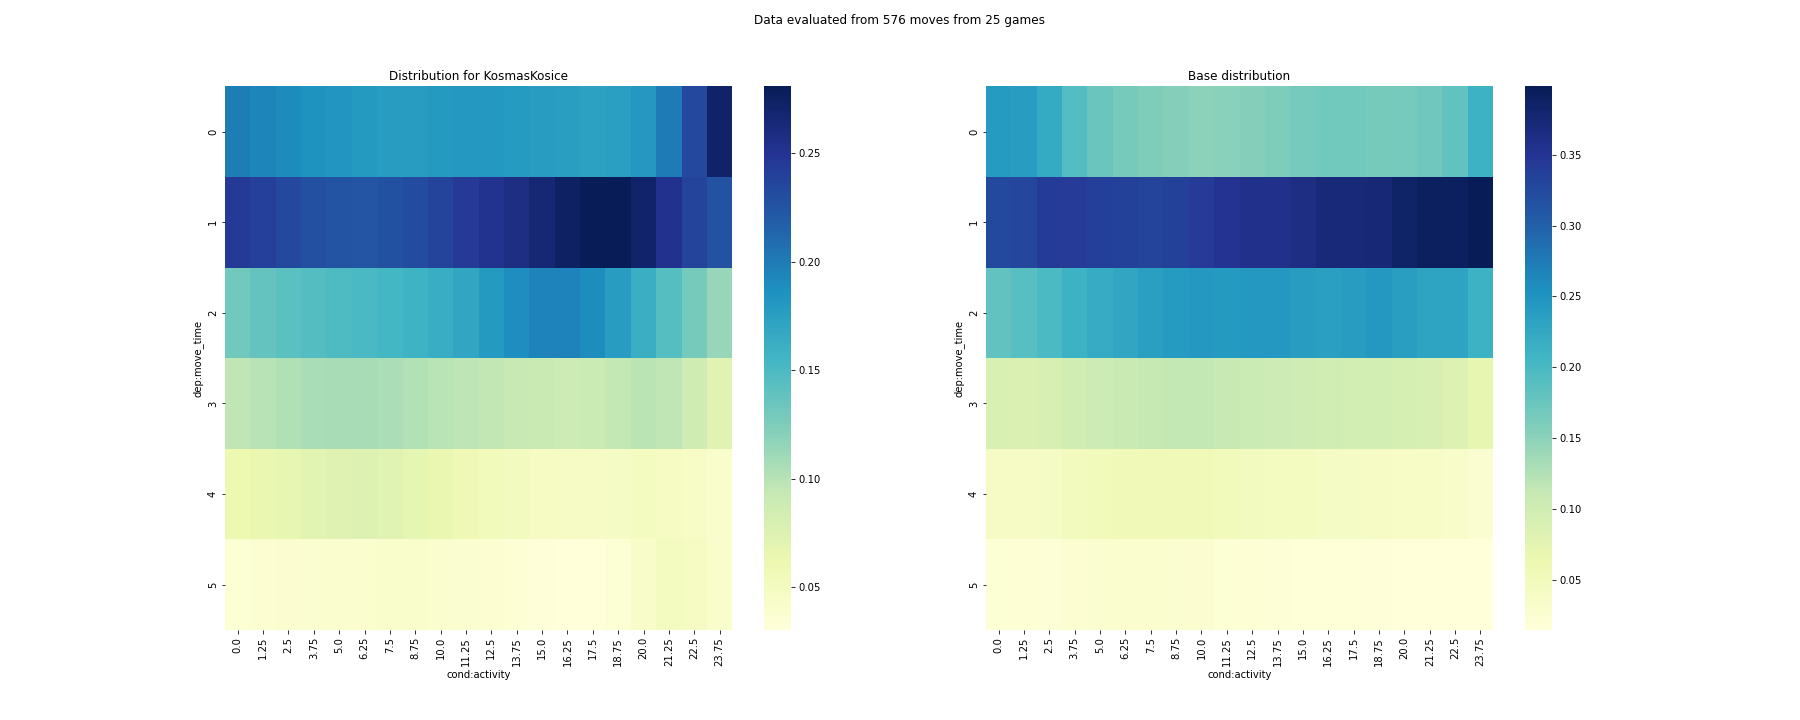 Data evaluated from 576 moves from 25 games
Distribution for KosmasKosice
dep:move_time
0
1
2
3
4
5
0.0 1.25 2.5 3.75 5.0 6.25 7.5 8.75 10.0 11.25 12.5 13.75 15.0 16.25 17.5 18.75 20.0 21.25 22.5 23.75
cond:activity
0.25
0.20
0.15
0.10
0.05
Base distribution
dep:move_time
0
1
2
3
4
5
0.0 1.25 2.5 3.75 5.0 6.25 7.5 8.75 10.0 11.25 12.5 13.75 15.0 16.25 17.5 18.75 20.0 21.25 22.5 23.75
cond:activity
0.35
0.30
0.25
0.20
0.15
0.10
0.05